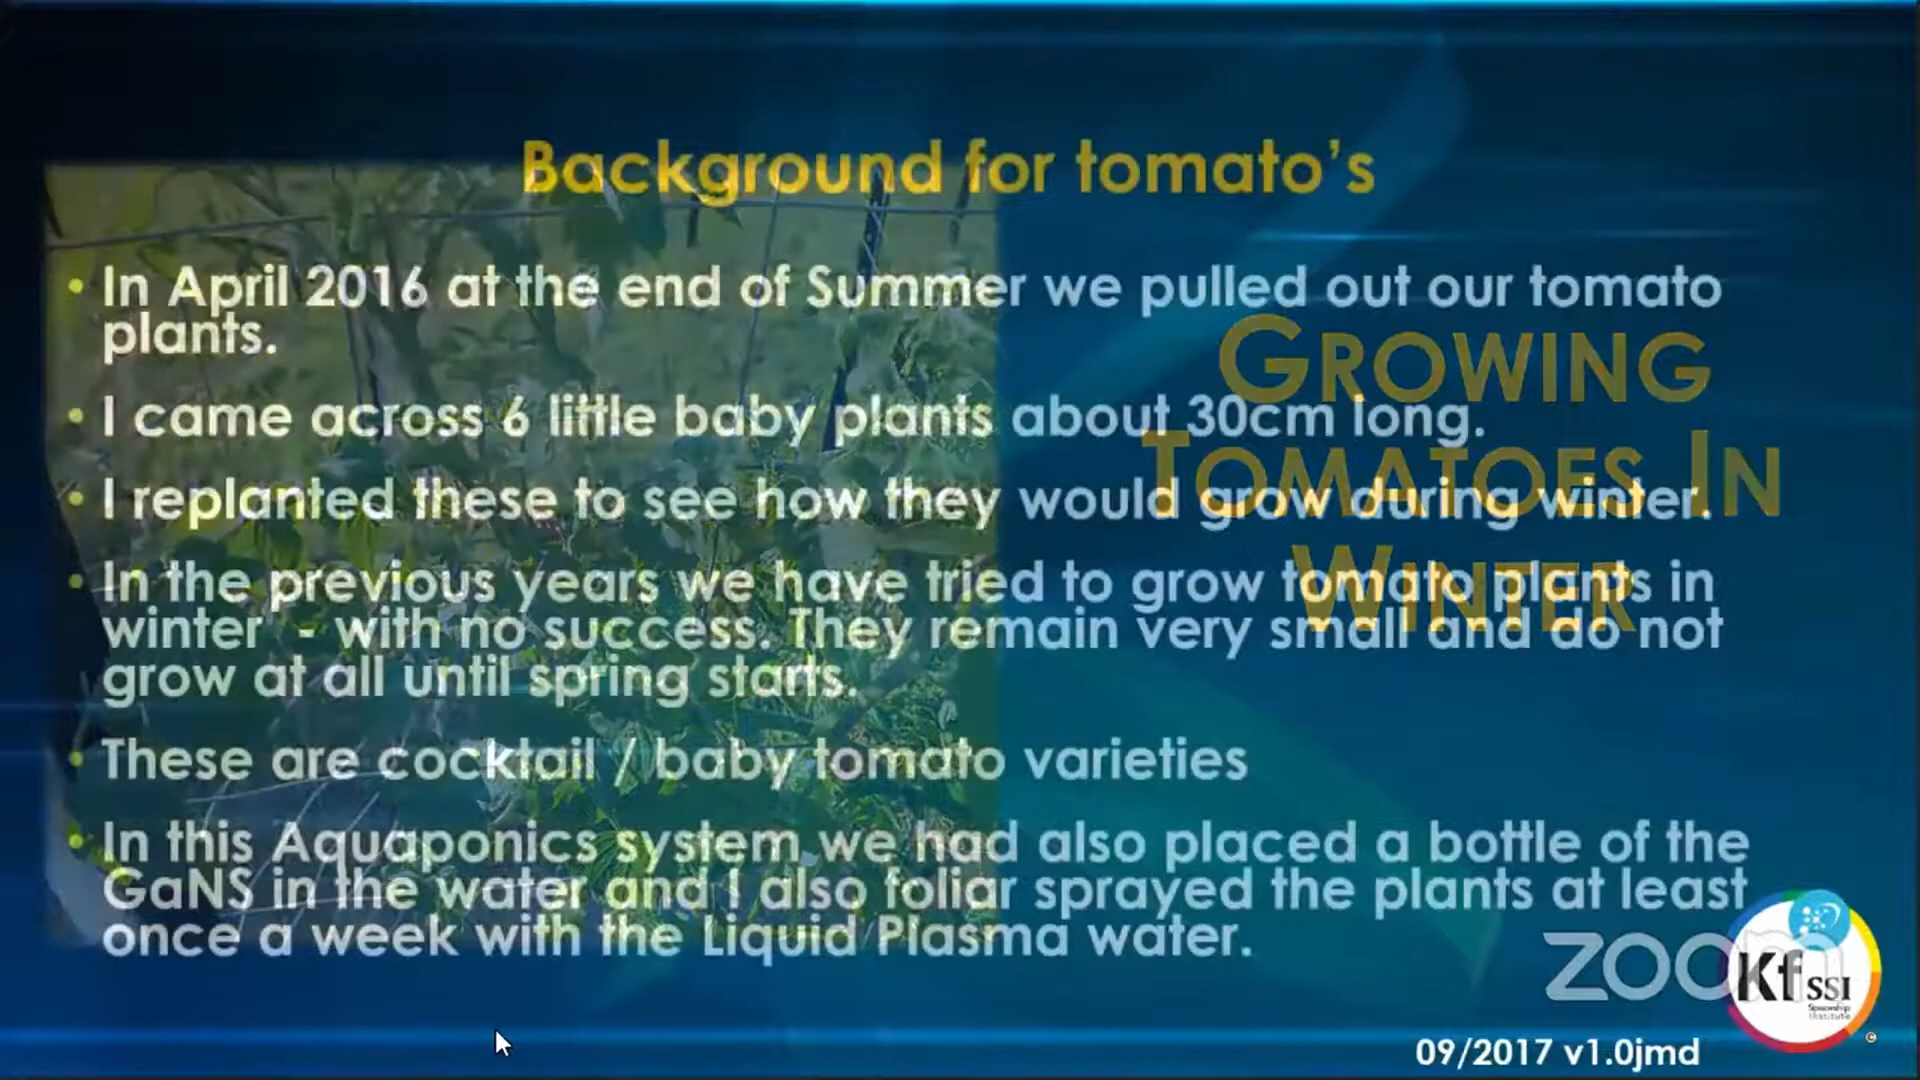 Background for tomato's
• In April 2016 at the end of Summer we pulled out our tomato
plants.
• I came across 6 little baby plants about 30cm long.
• I replanted these to see how they would grow during winter.
• In the previous years we have tried to grow tomato plants in
winter - with no success. They remain very small and do not
grow at all until spring starts.
• These are cocktail / baby tomato varieties
• In this Aquaponics system we had also placed a bottle of the
GaNS in the water and I also foliar sprayed the plants at least
once a week with the Liquid Plasma water.
GROWING
TOMATOES IN
WINTER
zoom
Kf SSI
Spaceship
Institute
©
09/2017 v1.0jmd